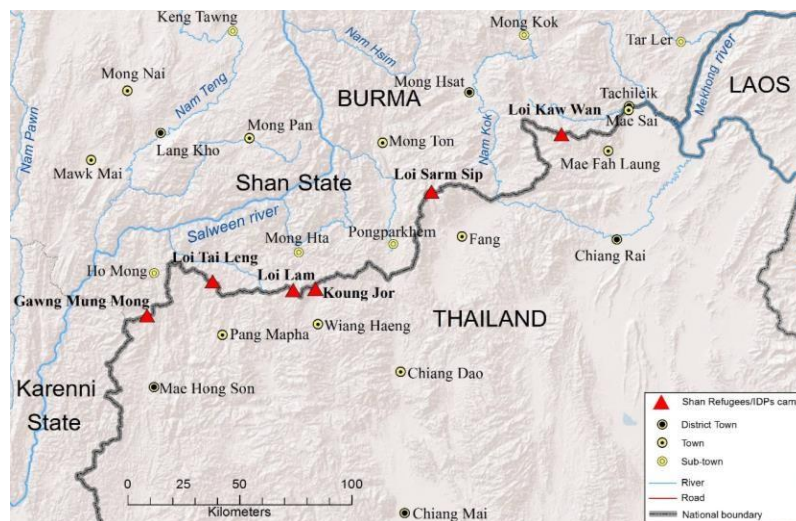 Keng Tawng
Mong Kok
Tar Ler
Nam Hsim
Mong Nai
Nam Teng
Mong Hsat
Tachileik
Mekhong river
LAOS
BURMA
Loi Kaw Wan
Mae Sai
Nam Pawn
Lang Kho
Mong Pan
Mong Ton
Nam Kok
Mae Fah Laung
Mawk Mai
Shan State
Loi Sarm Sip
Salween river
Mong Hta
Pongparkhem
Fang
Chiang Rai
Loi Tai Leng
Ho Mong
Loi Lam
Gawng Mung Mong
Koung Jor
THAILAND
Pang Mapha
Wiang Haeng
Karenni
State
Mae Hong Son
Chiang Dao
Shan Refugees/IDPs cam
District Town
Town
Sub-town
River
Road
National boundary
0 50 100
Kilometers
Chiang Mai